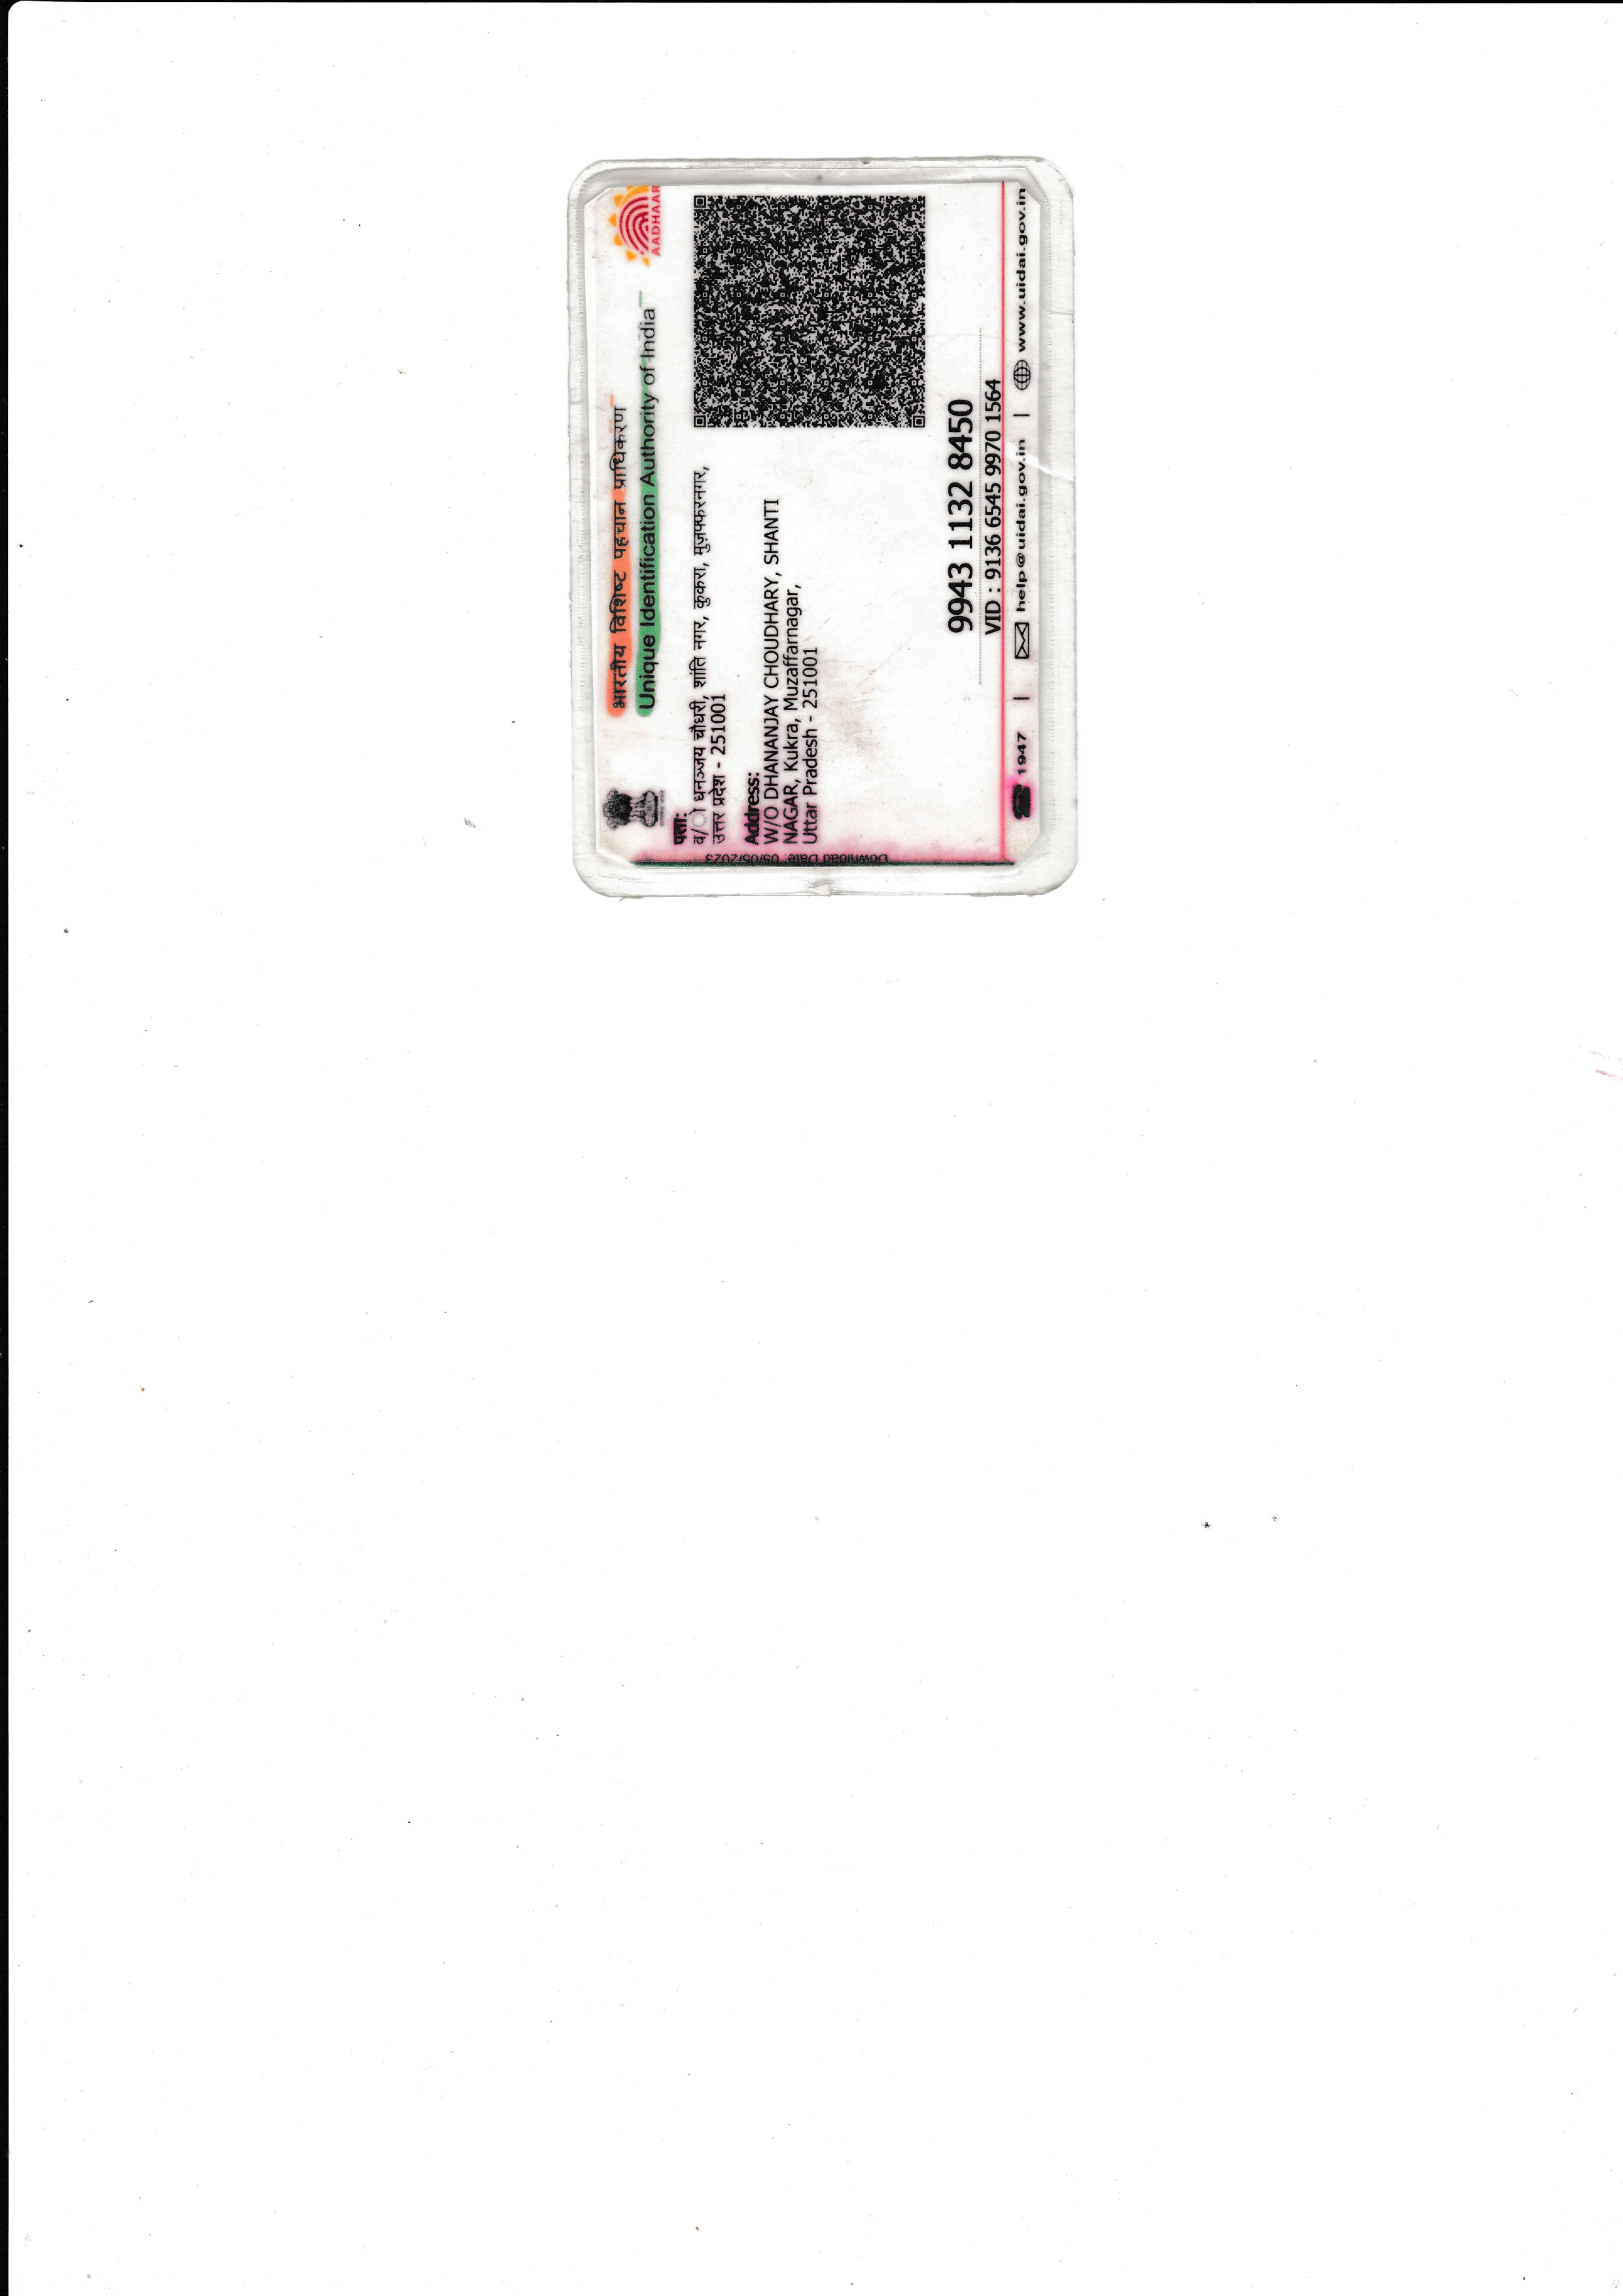 भारतीय विशिष्ट पहचान प्राधिकरण
Unique Identification Authority of India
AADHAAR
पता:
व/ो धनञ्जय चौधरी, शांति नगर, कुकरा, मुज़फ्फरनगर,
उत्तर प्रदेश - 251001
Address:
W/O DHANANJAY CHOUDHARY, SHANTI
NAGAR, Kukra, Muzaffarnagar,
Uttar Pradesh - 251001
Download Date: 05/05/2023
9943 1132 8450
VID : 9136 6545 9970 1564
1947 | help@uidai.gov.in | www.uidai.gov.in